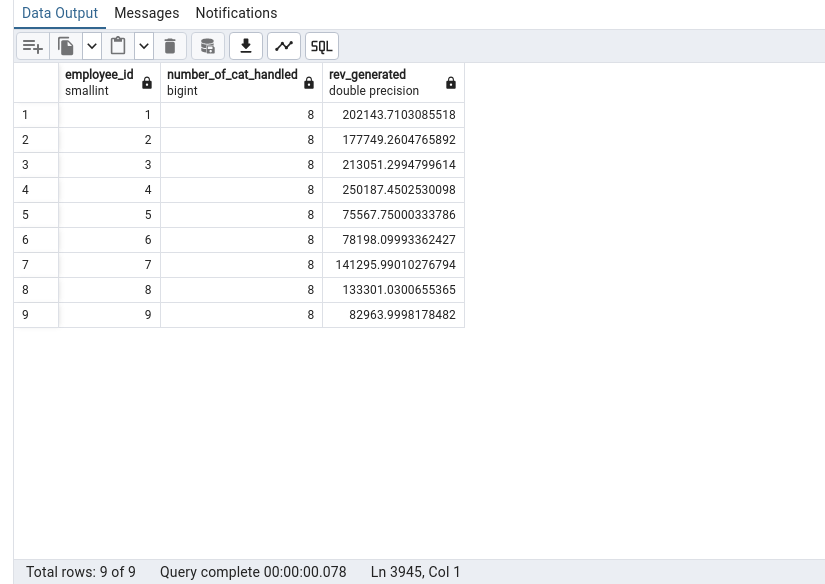 Data Output Messages Notifications
SQL
employee_id number_of_cat_handled rev_generated
smallint bigint double precision
1 1 8 202143.7103085518
2 2 8 177749.2604765892
3 3 8 213051.2994799614
4 4 8 250187.4502530098
5 5 8 75567.75000333786
6 6 8 78198.09993362427
7 7 8 141295.99010276794
8 8 8 133301.0300655365
9 9 8 82963.9998178482
Total rows: 9 of 9 Query complete 00:00:00.078 Ln 3945, Col 1